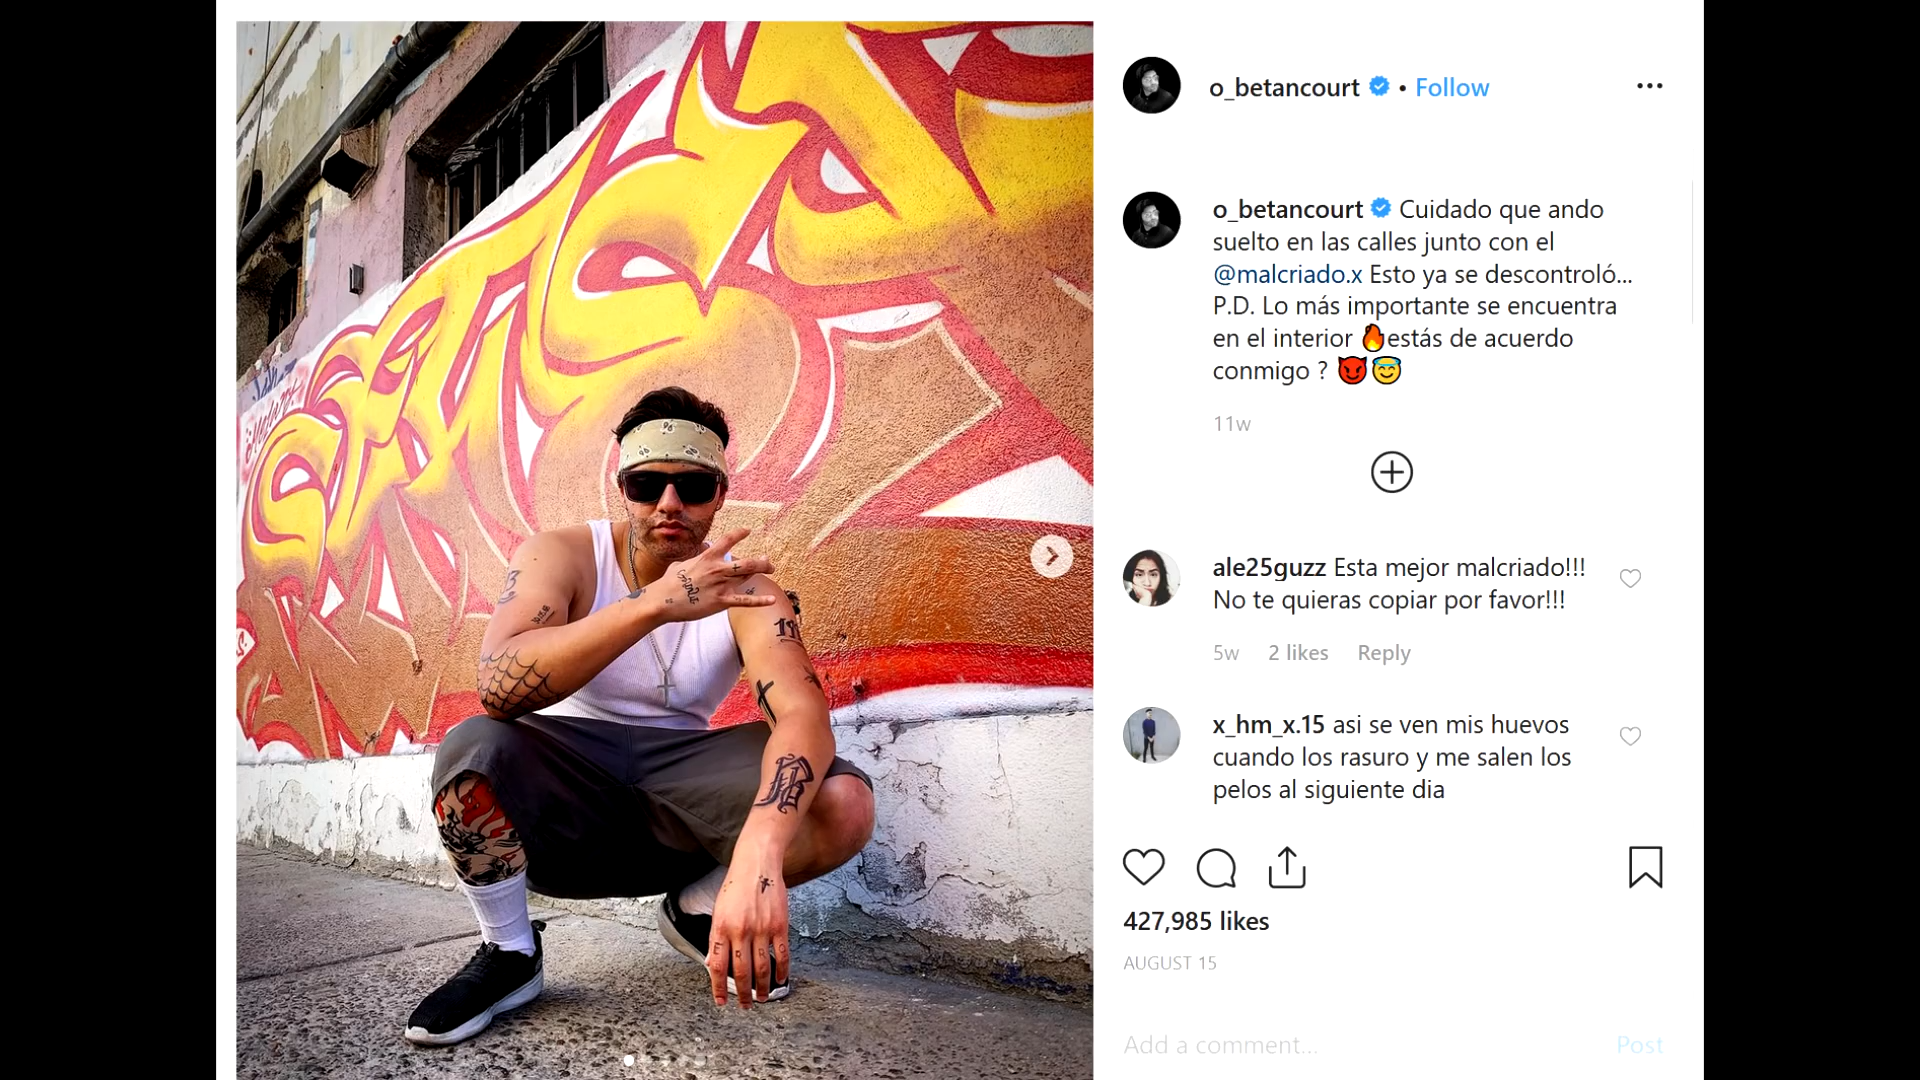 o_betancourt • Follow
o_betancourt Cuidado que ando
suelto en las calles junto con el
@malcriado.x Esto ya se descontroló...
P.D. Lo más importante se encuentra
en el interior 🔥estás de acuerdo
conmigo ? 😈😇
11w
ale25guzz Esta mejor malcriado!!!
No te quieras copiar por favor!!!
5w 2 likes Reply
x_hm_x.15 asi se ven mis huevos
cuando los rasuro y me salen los
pelos al siguiente dia
427,985 likes
AUGUST 15
Add a comment... Post